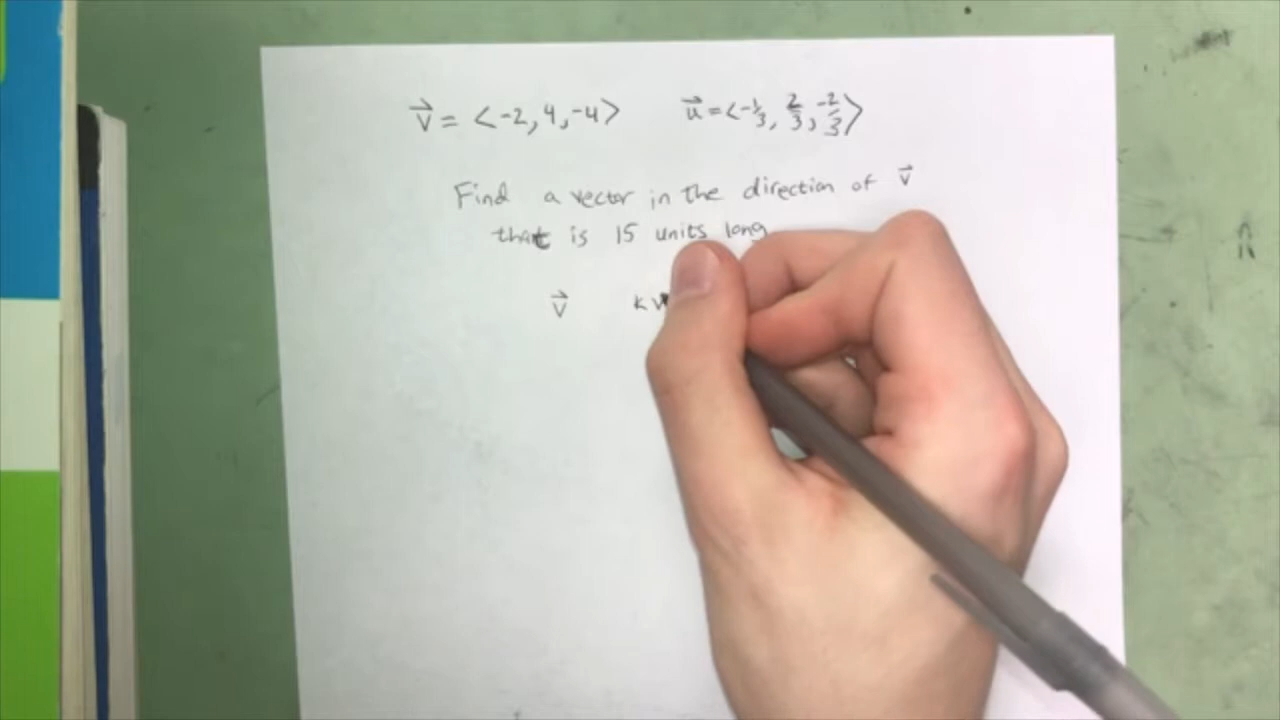 v⃗ = <-2, 4, -4> u⃗ = <-1/3, 2/3, -2/3>
Find a vector in the direction of v⃗
that is 15 units long
v⃗ kv